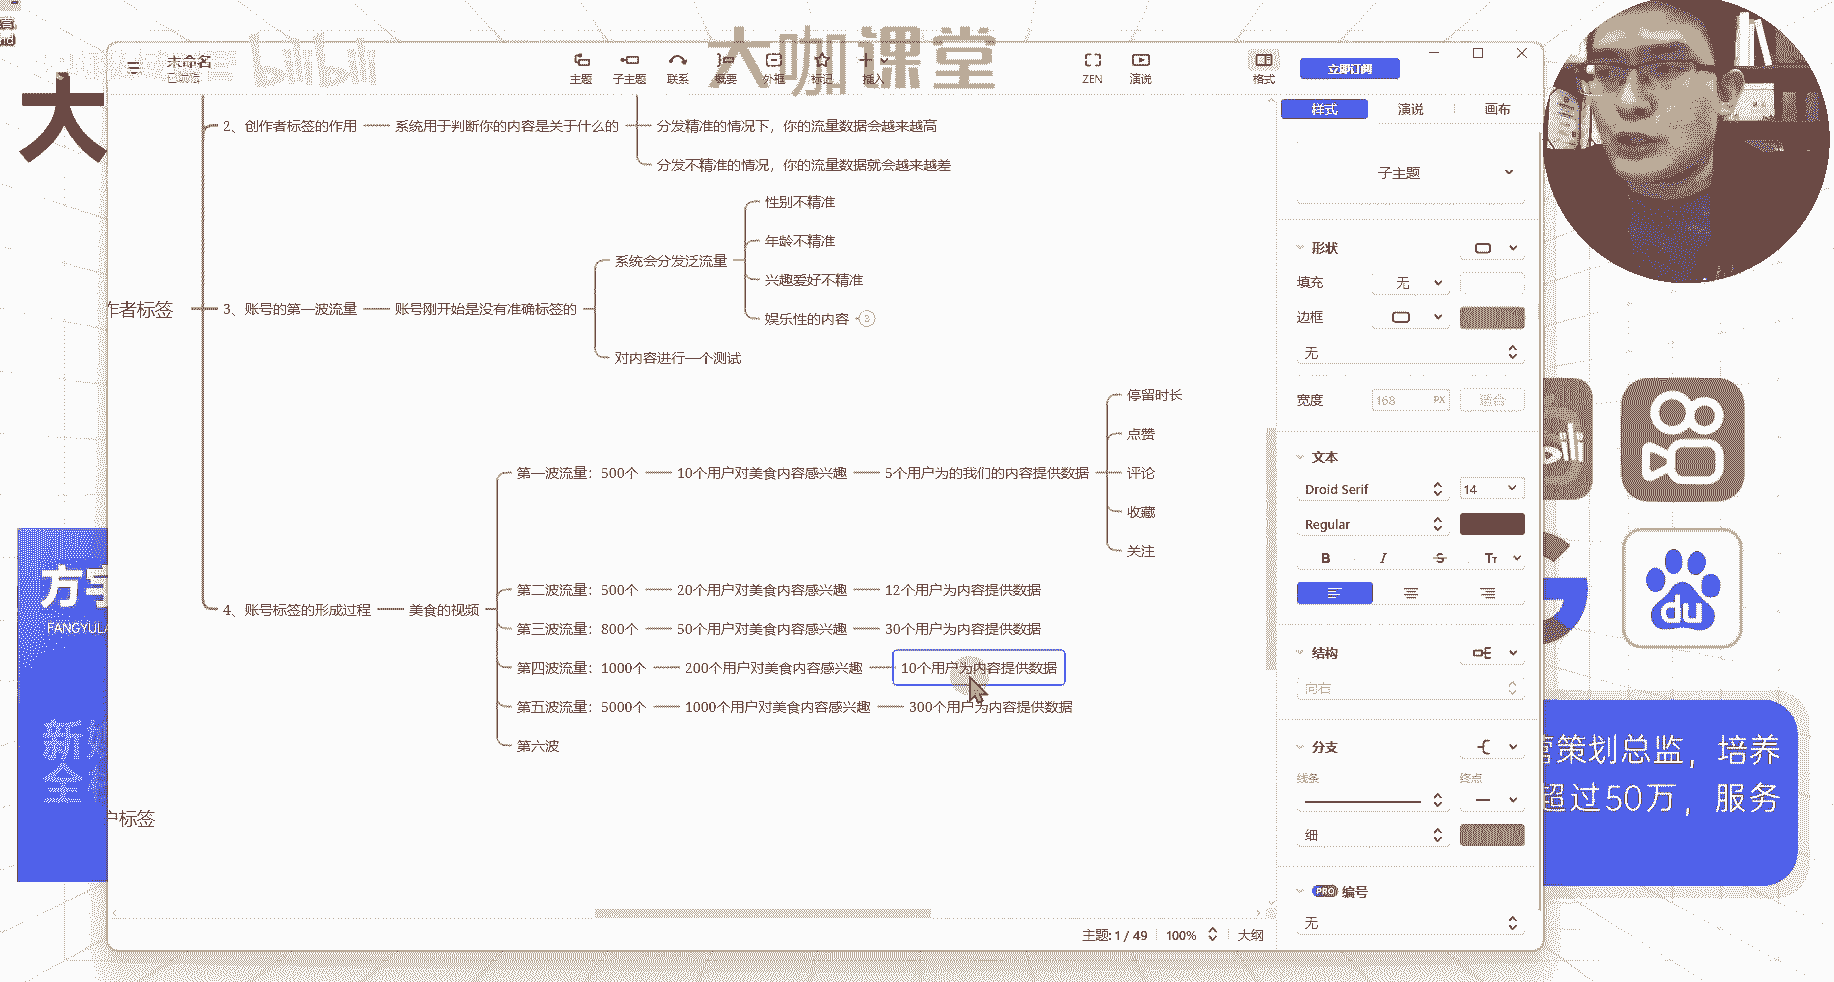 大咖课堂
bilibili
未命名
主题
子主题
联系
概要
外框
标记
插入
ZEN
演说
格式
立即订阅
大
2、创作者标签的作用
系统用于判断你的内容是关于什么的
分发精准的情况下，你的流量数据会越来越高
分发不精准的情况，你的流量数据就会越来越差
作者标签
3、账号的第一波流量
账号刚开始是没有准确标签的
系统会分发泛流量
性别不精准
年龄不精准
兴趣爱好不精准
娱乐性的内容
对内容进行一个测试
4、账号标签的形成过程
美食的视频
第一波流量：500个
10个用户对美食内容感兴趣
5个用户为的我们的内容提供数据
停留时长
点赞
评论
收藏
关注
第二波流量：500个
20个用户对美食内容感兴趣
12个用户为内容提供数据
第三波流量：800个
50个用户对美食内容感兴趣
30个用户为内容提供数据
第四波流量：1000个
200个用户对美食内容感兴趣
10个用户为内容提供数据
第五波流量：5000个
1000个用户对美食内容感兴趣
300个用户为内容提供数据
第六波
户标签
主题: 1 / 49
100%
大纲
样式
演说
画布
子主题
形状
填充
无
边框
无
宽度
168
PX
适合
文本
Droid Serif
14
Regular
B
I
S
Tт
结构
向右
分支
线条
终点
细
PRO 编号
无
方宇
FANGYULA
新
全
bili
du
营策划总监，培养
超过50万，服务